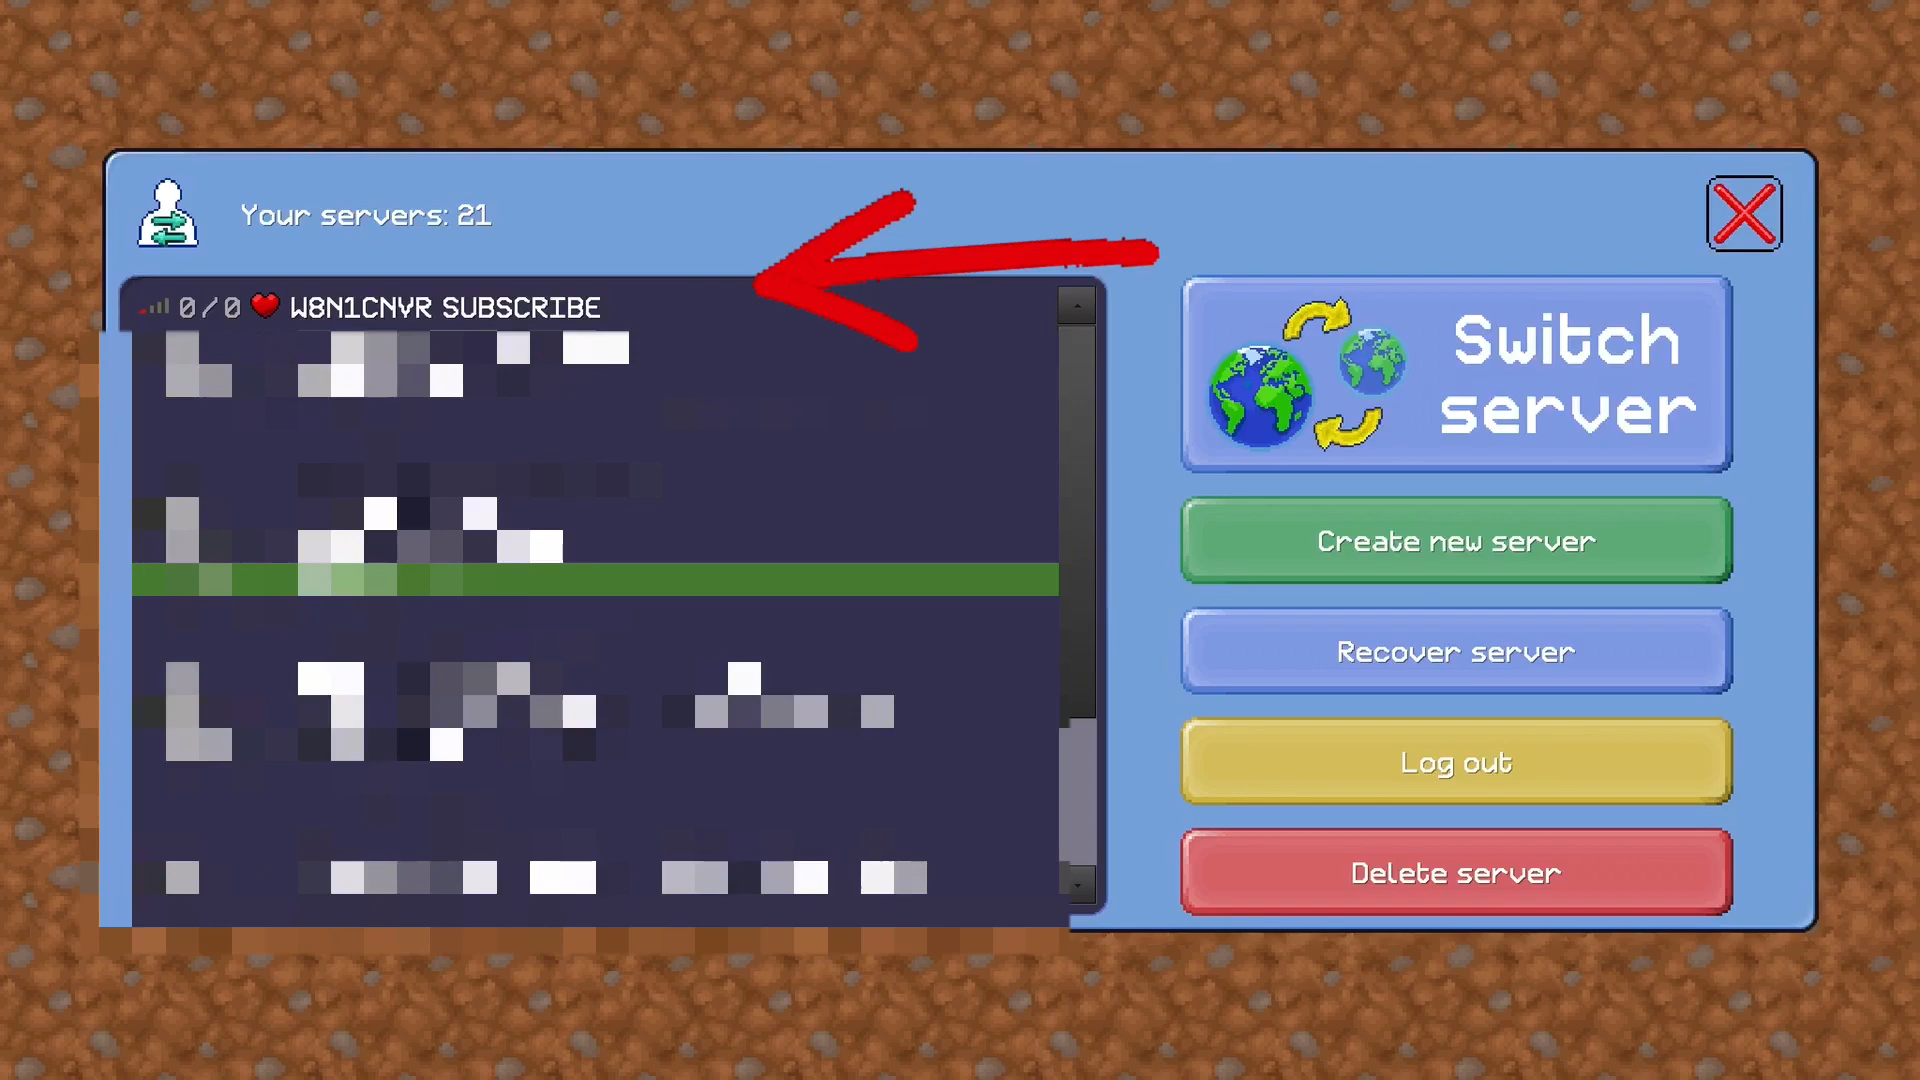 Your servers: 21
0/0 ❤ W8N1CNYR SUBSCRIBE
Switch
server
Create new server
Recover server
Log out
Delete server